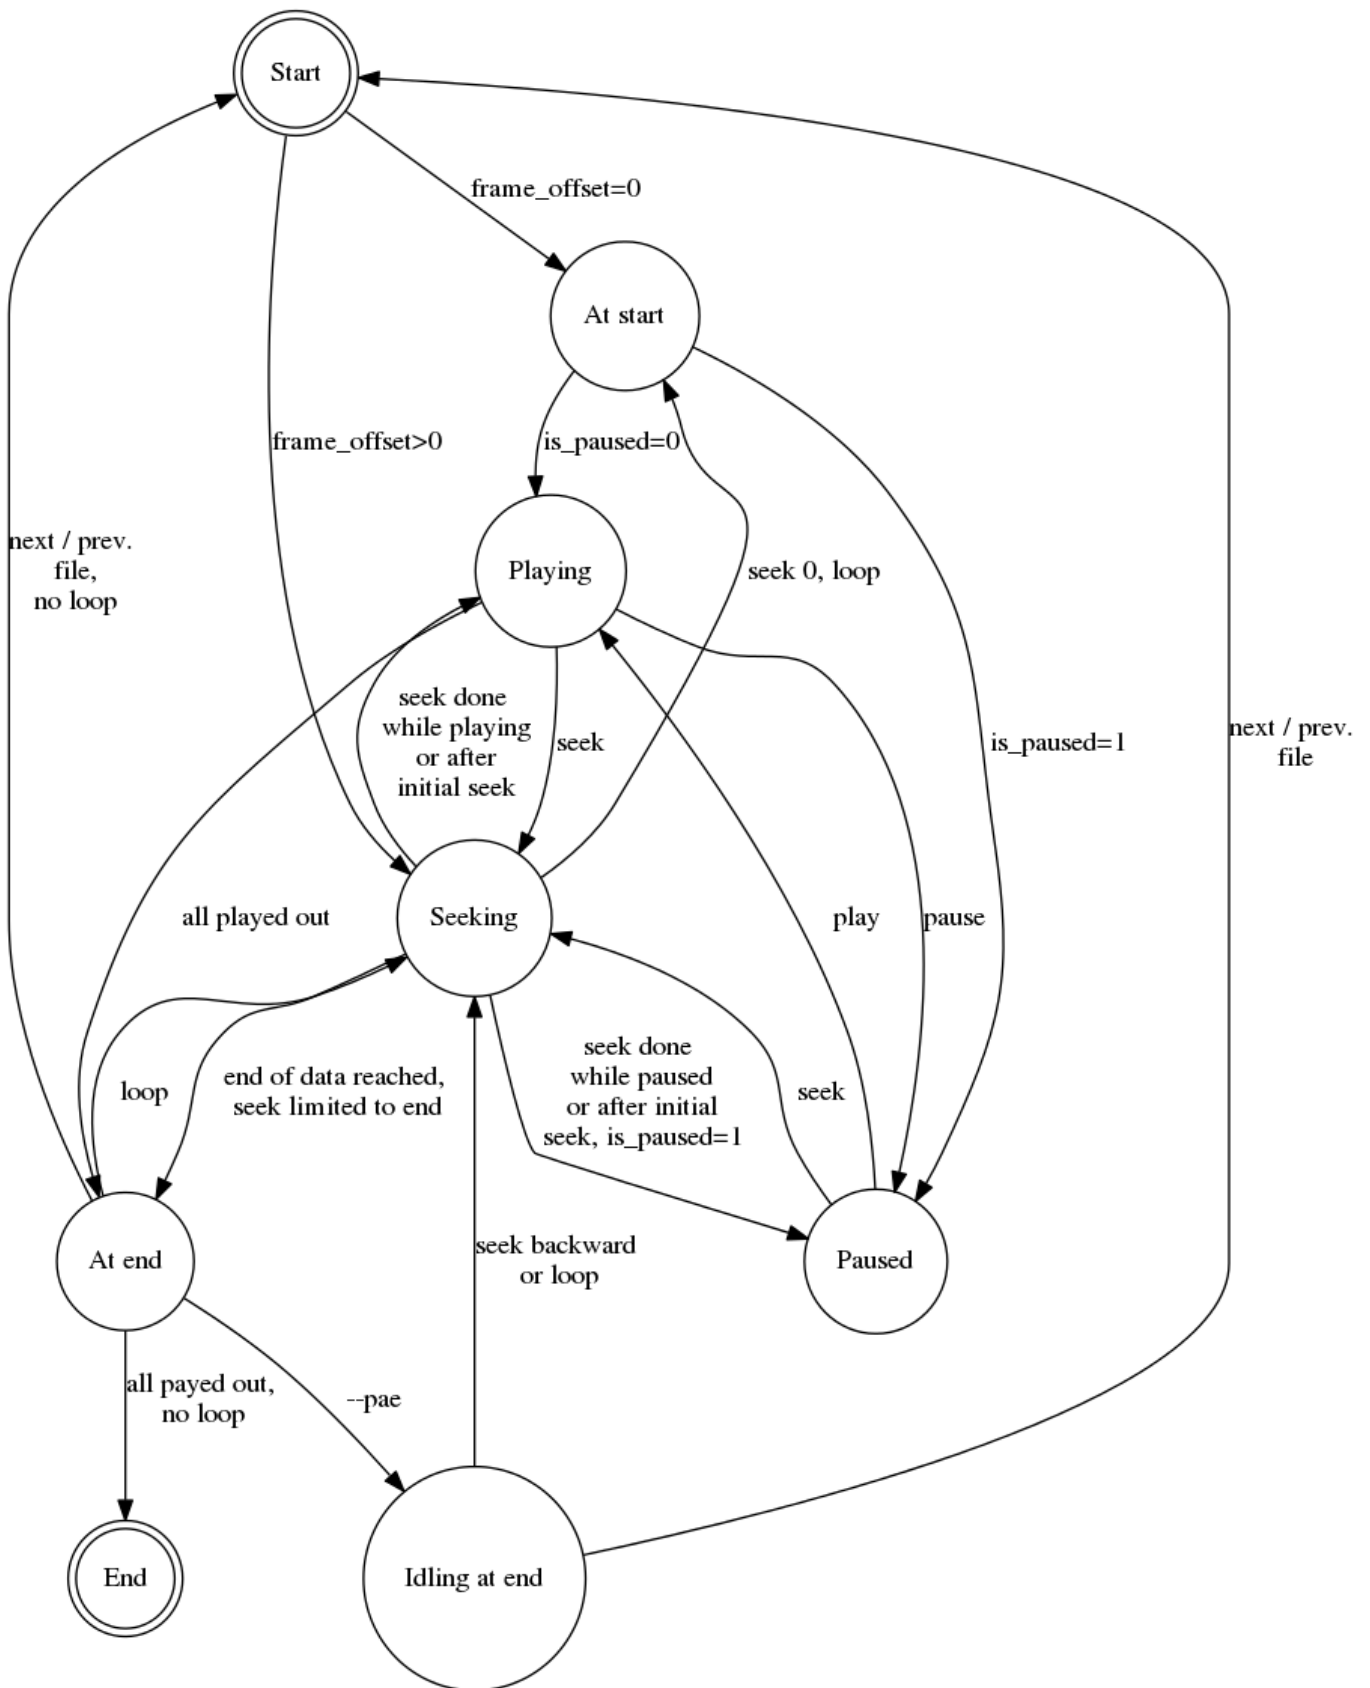 Start
frame_offset=0
At start
frame_offset>0
is_paused=0
next / prev.
file,
no loop
Playing
seek 0, loop
seek done
while playing
or after
initial seek
seek
is_paused=1
next / prev.
file
all played out
Seeking
play
pause
loop
end of data reached,
seek limited to end
seek done
while paused
or after initial
seek, is_paused=1
seek
At end
seek backward
or loop
Paused
all payed out,
no loop
--pae
End
Idling at end